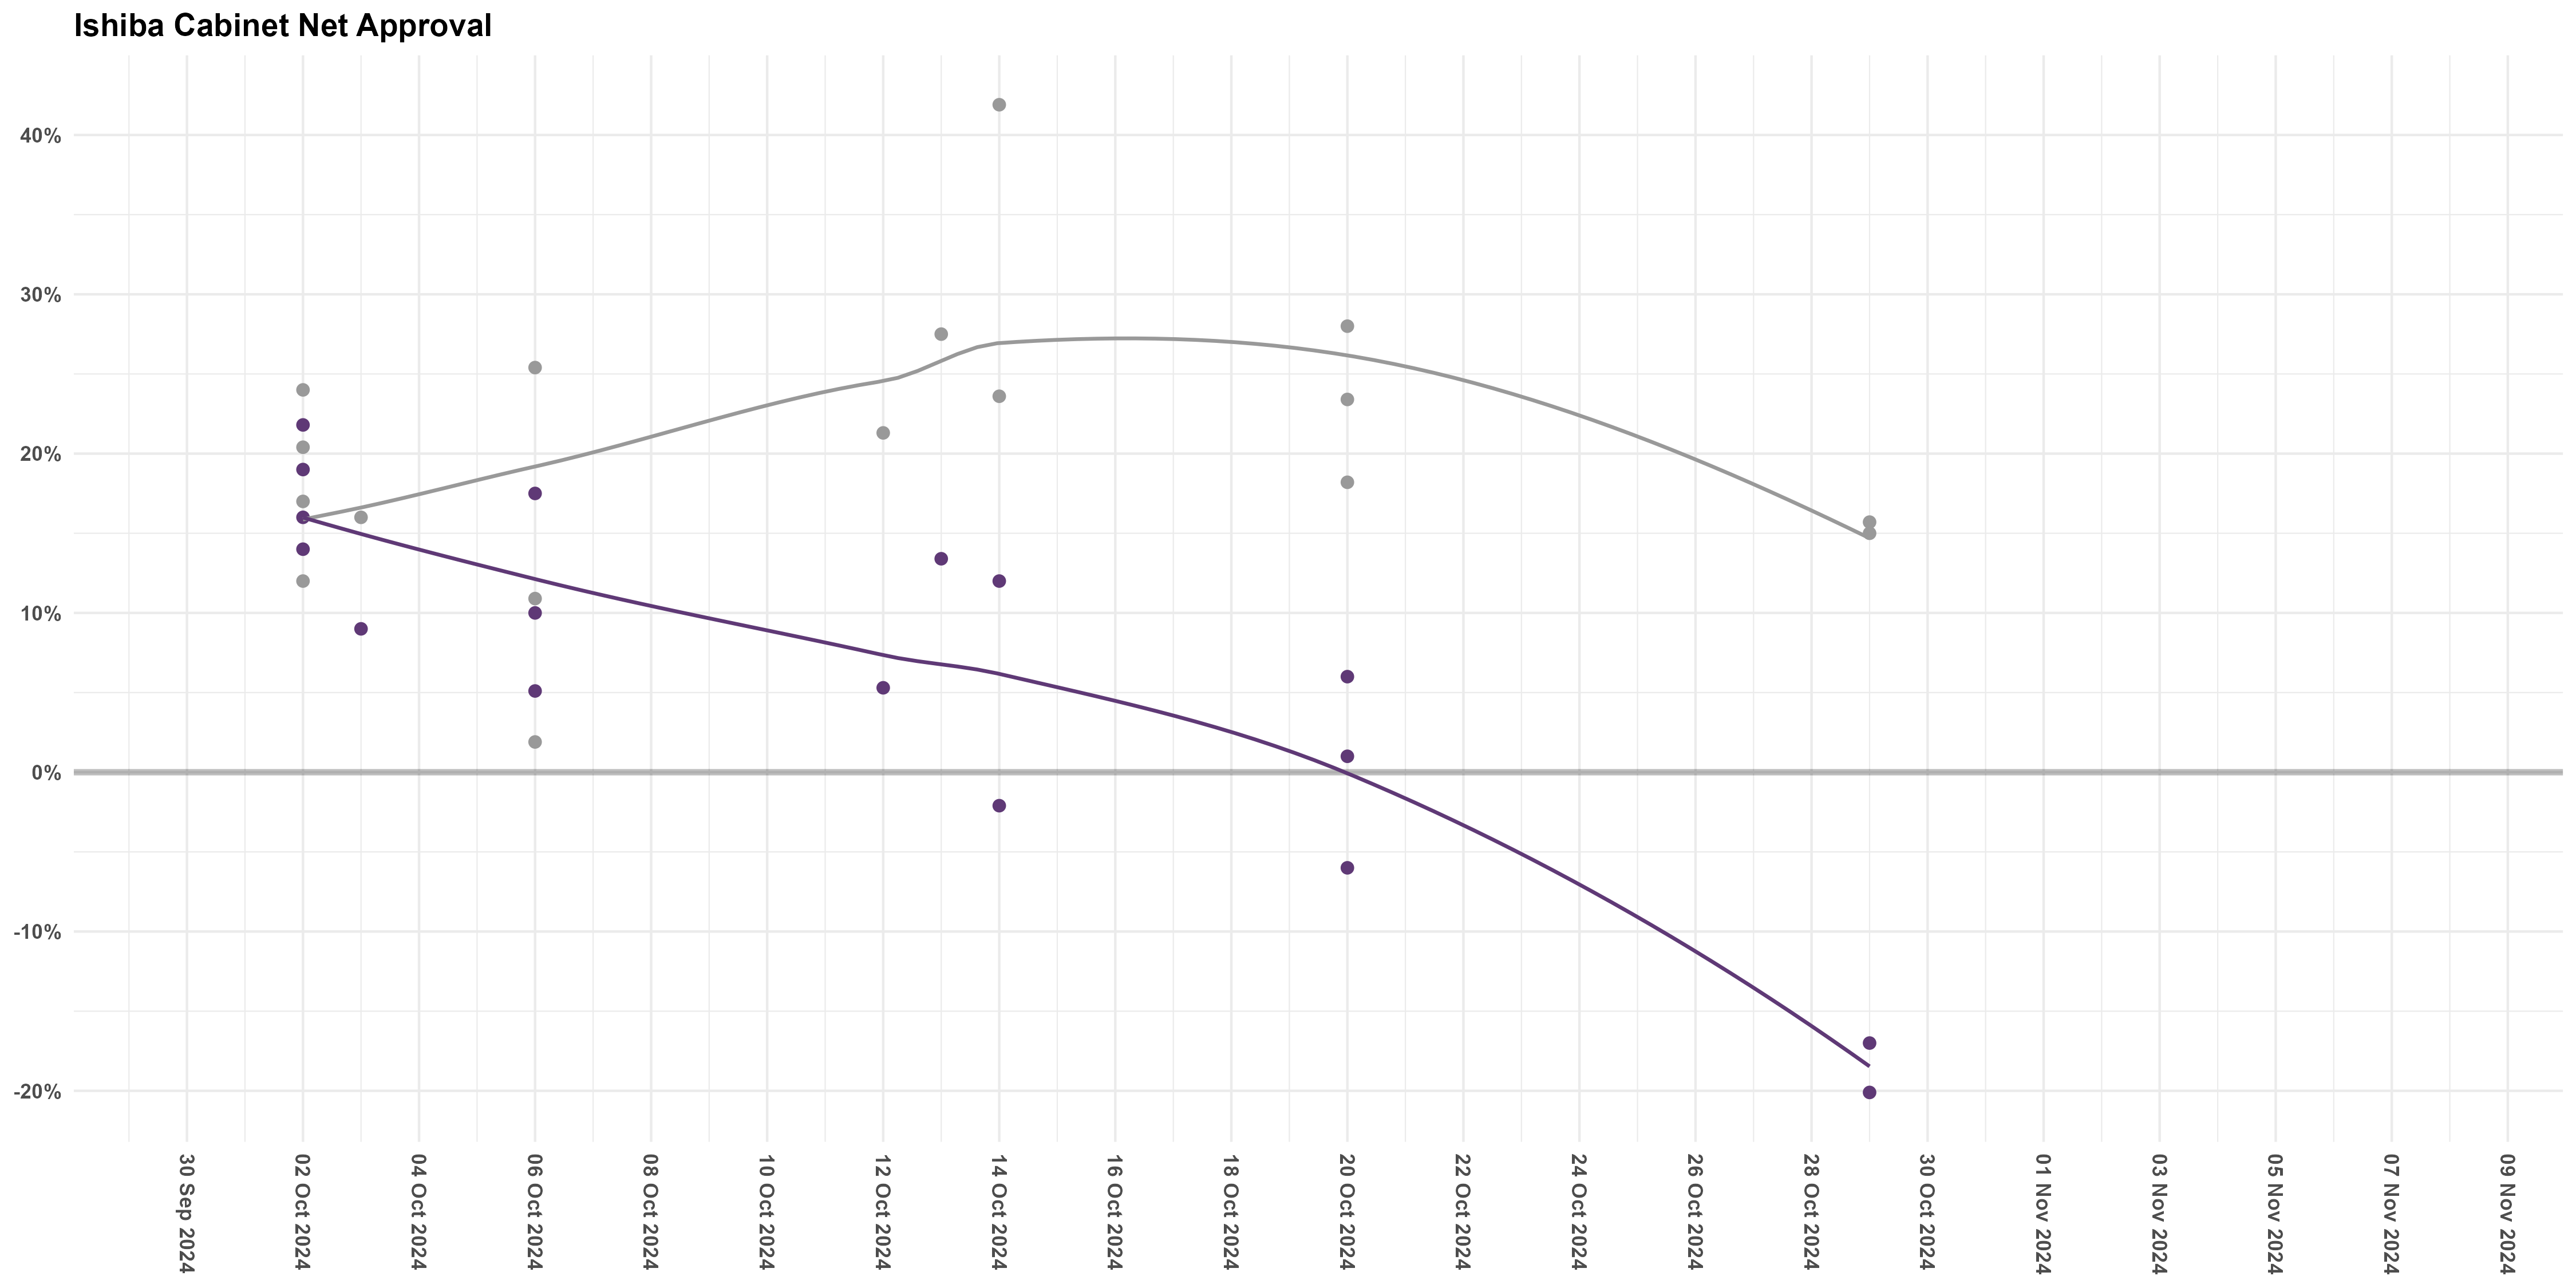 Ishiba Cabinet Net Approval
40%
30%
20%
10%
0%
-10%
-20%
30 Sep 2024
02 Oct 2024
04 Oct 2024
06 Oct 2024
08 Oct 2024
10 Oct 2024
12 Oct 2024
14 Oct 2024
16 Oct 2024
18 Oct 2024
20 Oct 2024
22 Oct 2024
24 Oct 2024
26 Oct 2024
28 Oct 2024
30 Oct 2024
01 Nov 2024
03 Nov 2024
05 Nov 2024
07 Nov 2024
09 Nov 2024